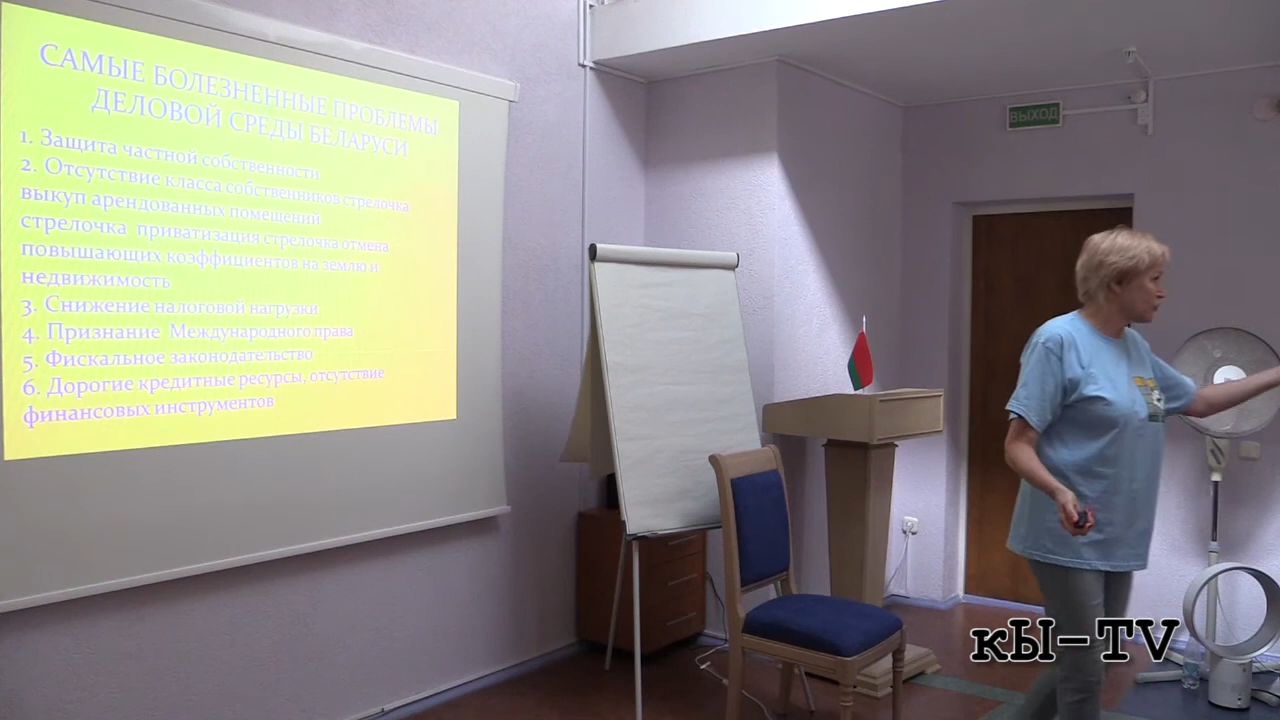 САМЫЕ БОЛЕЗНЕННЫЕ ПРОБЛЕМЫ
ДЕЛОВОЙ СРЕДЫ БЕЛАРУСИ
1. Защита частной собственности
2. Отсутствие класса собственников стрелочка
выкуп арендованных помещений
стрелочка приватизация стрелочка отмена
повышающих коэффициентов на землю и
недвижимость
3. Снижение налоговой нагрузки
4. Признание Международного права
5. Фискальное законодательство
6. Дорогие кредитные ресурсы, отсутствие
финансовых инструментов
ВЫХОД
кЫ-TV